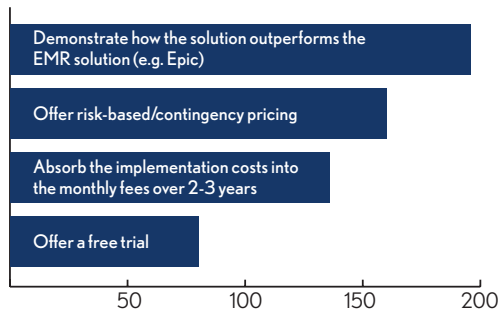 Demonstrate how the solution outperforms the
EMR solution (e.g. Epic)
Offer risk-based/contingency pricing
Absorb the implementation costs into
the monthly fees over 2-3 years
Offer a free trial
50 100 150 200